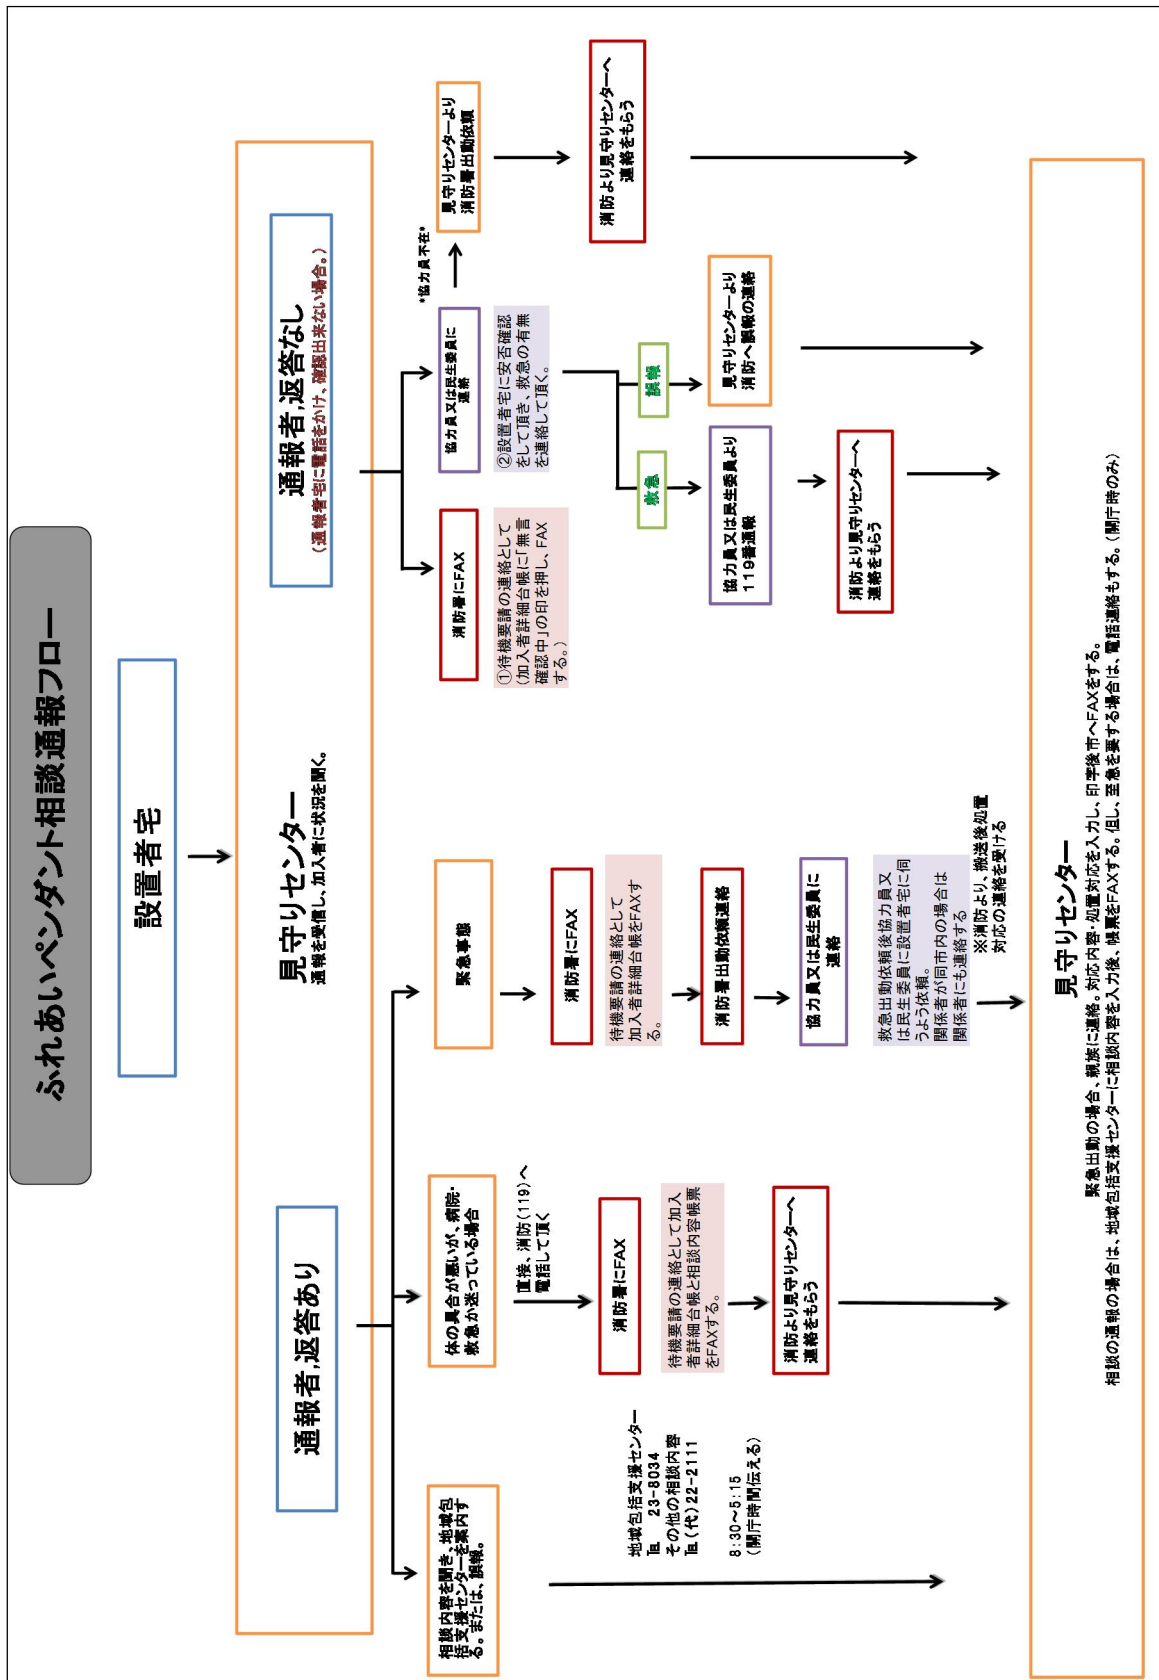 ふれあいペンダント相談通報フロー
設置者宅
見守りセンター
通報を受信し、加入者に状況を聞く。
通報者,返答あり
相談内容を聞き、地域包
括支援センターを案内す
る。または、誤報。
地域包括支援センター
℡ 23-8034
その他の相談内容
℡(代)22-2111
8:30～5:15
(開庁時間伝える)
体の具合が悪いが、病院・
救急か迷っている場合
直接、消防(119)へ
電話して頂く
消防署にFAX
待機要請の連絡として加入
者詳細台帳と相談内容帳票
をFAXする。
消防より見守りセンターへ
連絡をもらう
緊急事態
消防署にFAX
待機要請の連絡として
加入者詳細台帳をFAXす
る。
消防署出動依頼連絡
協力員又は民生委員に
連絡
救急出動依頼後協力員又
は民生委員に設置者宅に伺
うよう依頼。
関係者が同市内の場合は
関係者にも連絡する
※消防より、搬送後処置
対応の連絡を受ける
通報者,返答なし
(通報者宅に電話をかけ、確認出来ない場合。)
消防署にFAX
①待機要請の連絡として
(加入者詳細台帳に「無言
確認中」の印を押し、FAX
する。)
協力員又は民生委員に
連絡
②設置者宅に安否確認
をして頂き、救急の有無
を連絡して頂く。
*協力員不在*
見守りセンターより
消防署出動依頼
消防より見守りセンターへ
連絡をもらう
救急
協力員又は民生委員より
119番通報
消防より見守りセンターへ
連絡をもらう
誤報
見守りセンターより
消防へ誤報の連絡
見守りセンター
緊急出動の場合、親族に連絡。対応内容・処置対応を入力し、印字後市へFAXをする。
相談の通報の場合は、地域包括支援センターに相談内容を入力後、帳票をFAXする。但し、至急を要する場合は、電話連絡もする。(開庁時のみ)